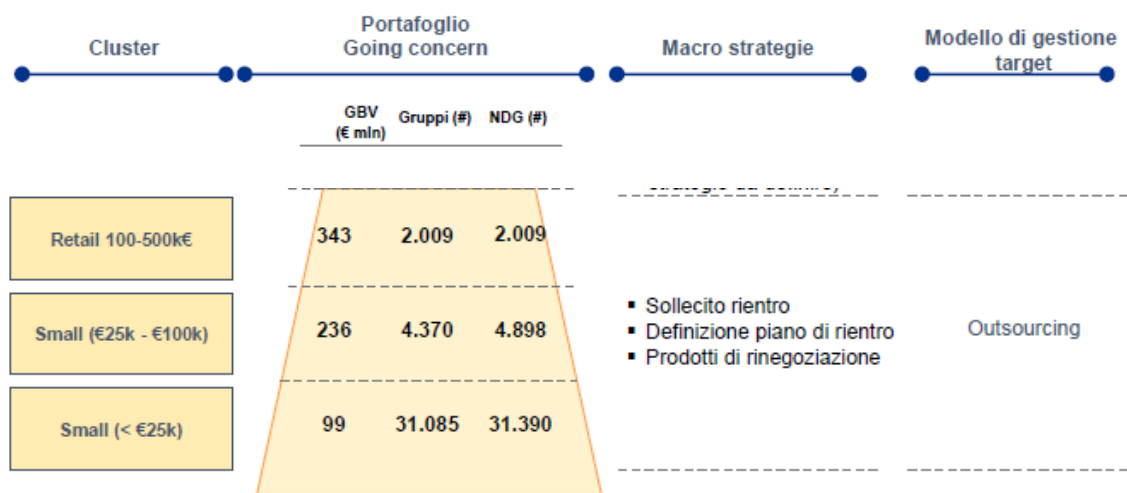 Cluster
Portafoglio
Going concern
Macro strategie
Modello di gestione
target
GBV
(€ mln)
Gruppi (#)
NDG (#)
Retail 100-500k€
343
2.009
2.009
Small (€25k - €100k)
236
4.370
4.898
▪ Sollecito rientro
▪ Definizione piano di rientro
▪ Prodotti di rinegoziazione
Outsourcing
Small (< €25k)
99
31.085
31.390